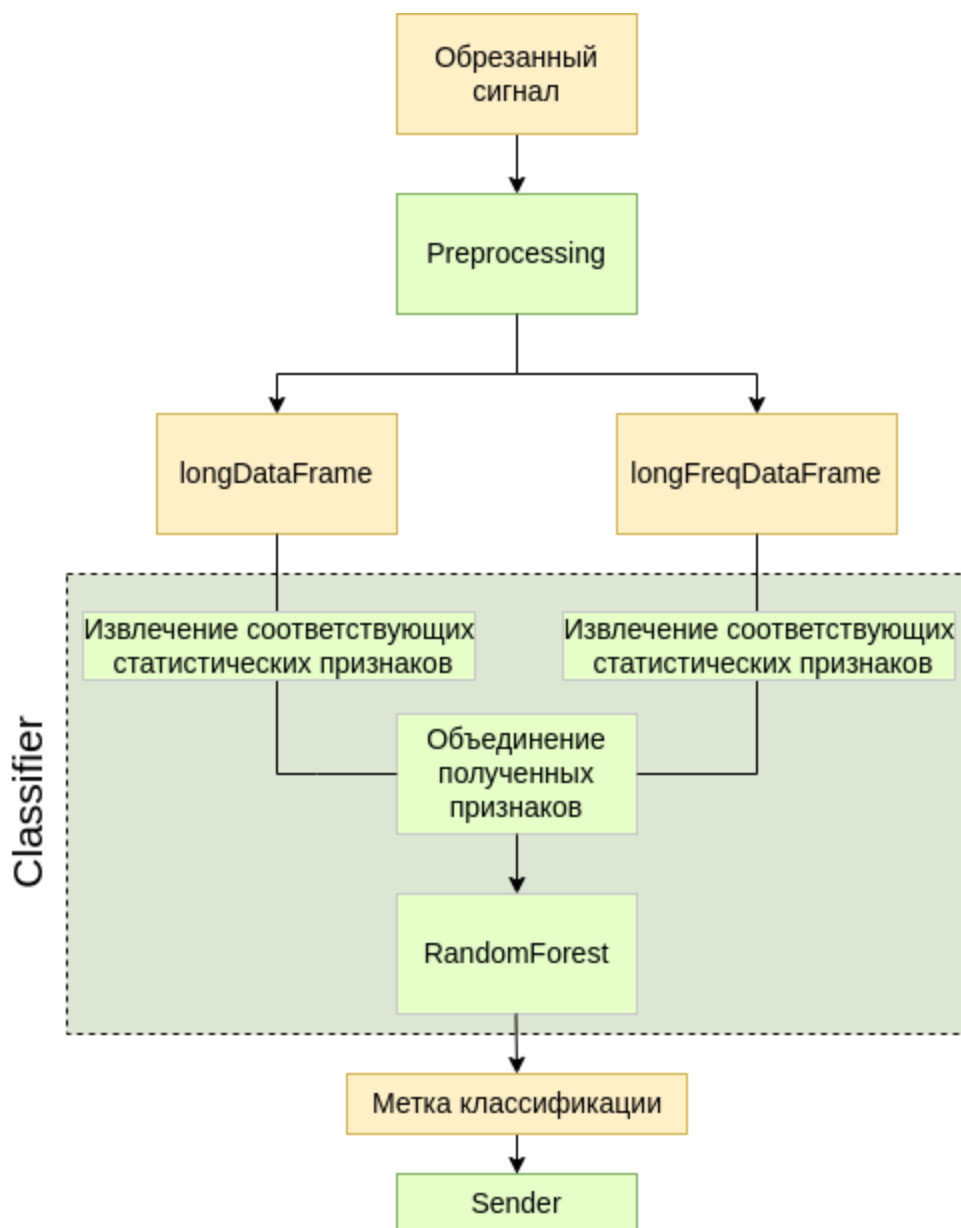 Обрезанный
сигнал
Preprocessing
longDataFrame
longFreqDataFrame
Извлечение соответствующих
статистических признаков
Извлечение соответствующих
статистических признаков
Объединение
полученных
признаков
Classifier
RandomForest
Метка классификации
Sender